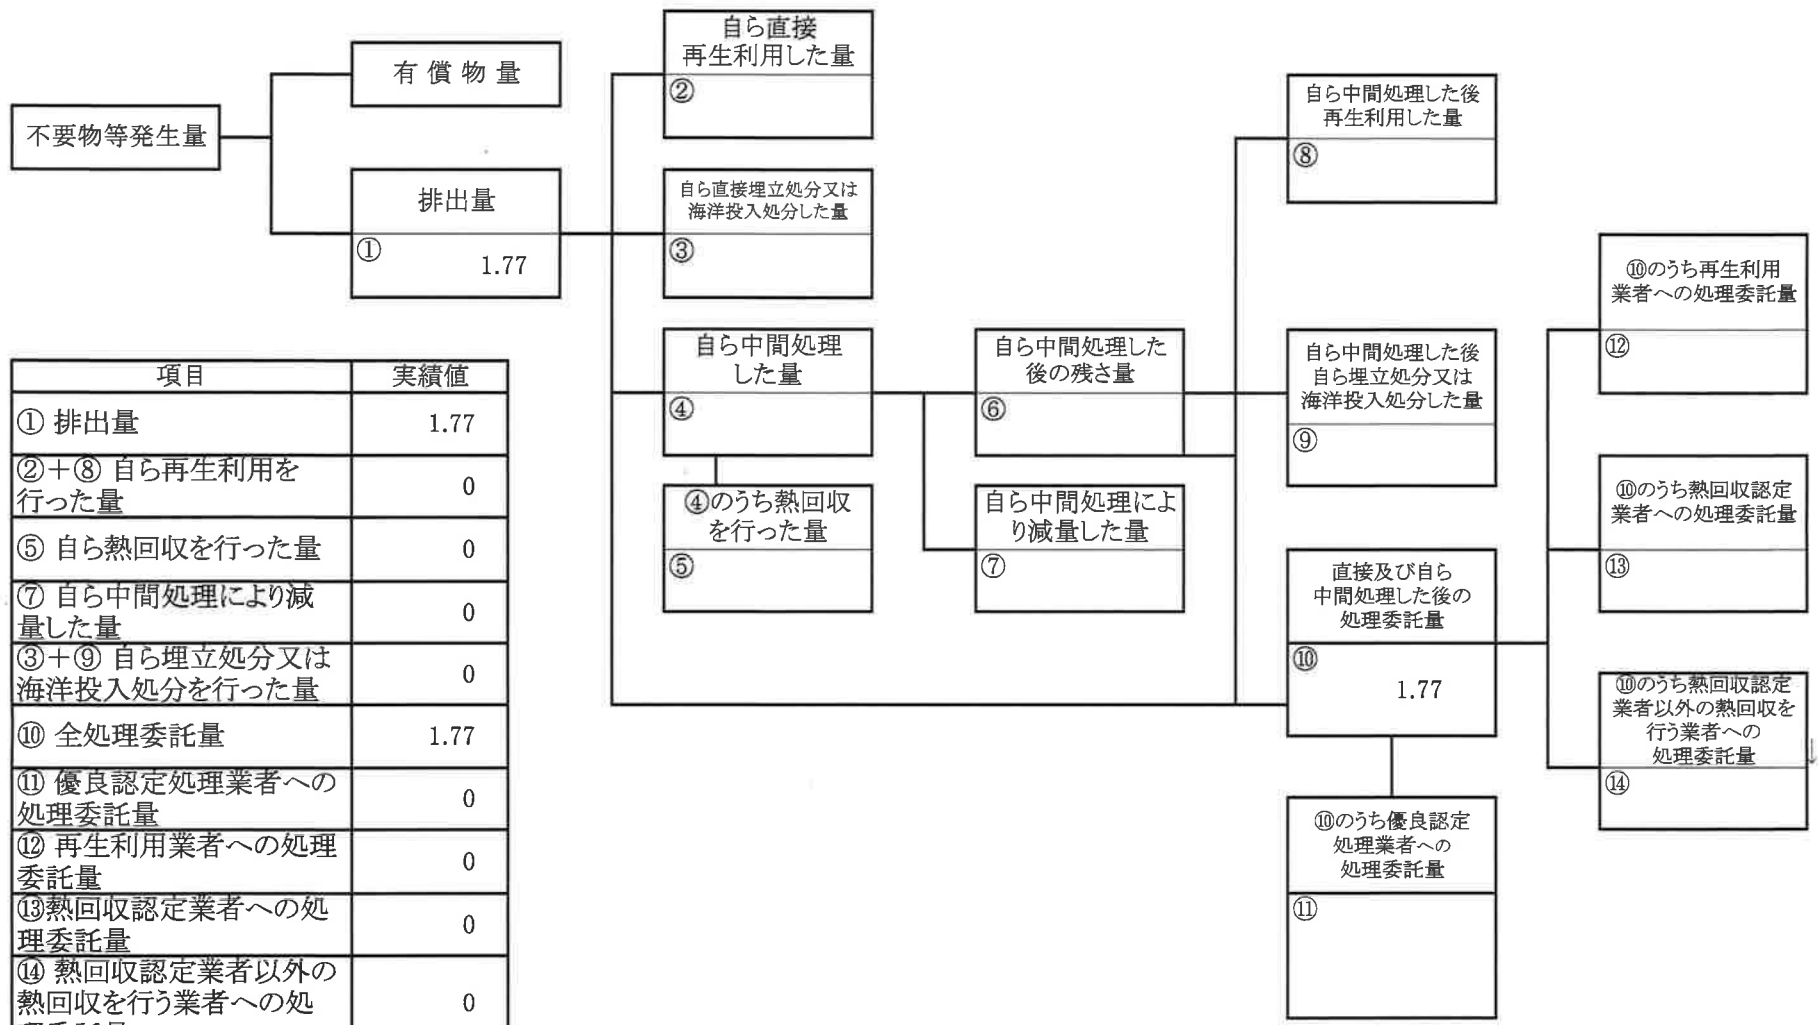 不要物等発生量
有償物量
排出量
①
1.77
自ら直接
再生利用した量
②
自ら直接埋立処分又は
海洋投入処分した量
③
自ら中間処理
した量
④
④のうち熱回収
を行った量
⑤
自ら中間処理した
後の残さ量
⑥
自ら中間処理によ
り減量した量
⑦
自ら中間処理した後
再生利用した量
⑧
自ら中間処理した後
自ら埋立処分又は
海洋投入処分した量
⑨
直接及び自ら
中間処理した後の
処理委託量
⑩
1.77
⑩のうち優良認定
処理業者への
処理委託量
⑪
⑩のうち再生利用
業者への処理委託量
⑫
⑩のうち熱回収認定
業者への処理委託量
⑬
⑩のうち熱回収認定
業者以外の熱回収を
行う業者への
処理委託量
⑭
項目 実績値
① 排出量 1.77
②+⑧ 自ら再生利用を
行った量 0
⑤ 自ら熱回収を行った量 0
⑦ 自ら中間処理により減
量した量 0
③+⑨ 自ら埋立処分又は
海洋投入処分を行った量 0
⑩ 全処理委託量 1.77
⑪ 優良認定処理業者への
処理委託量 0
⑫ 再生利用業者への処理
委託量 0
⑬熱回収認定業者への処
理委託量 0
⑭ 熱回収認定業者以外の
熱回収を行う業者への処 0